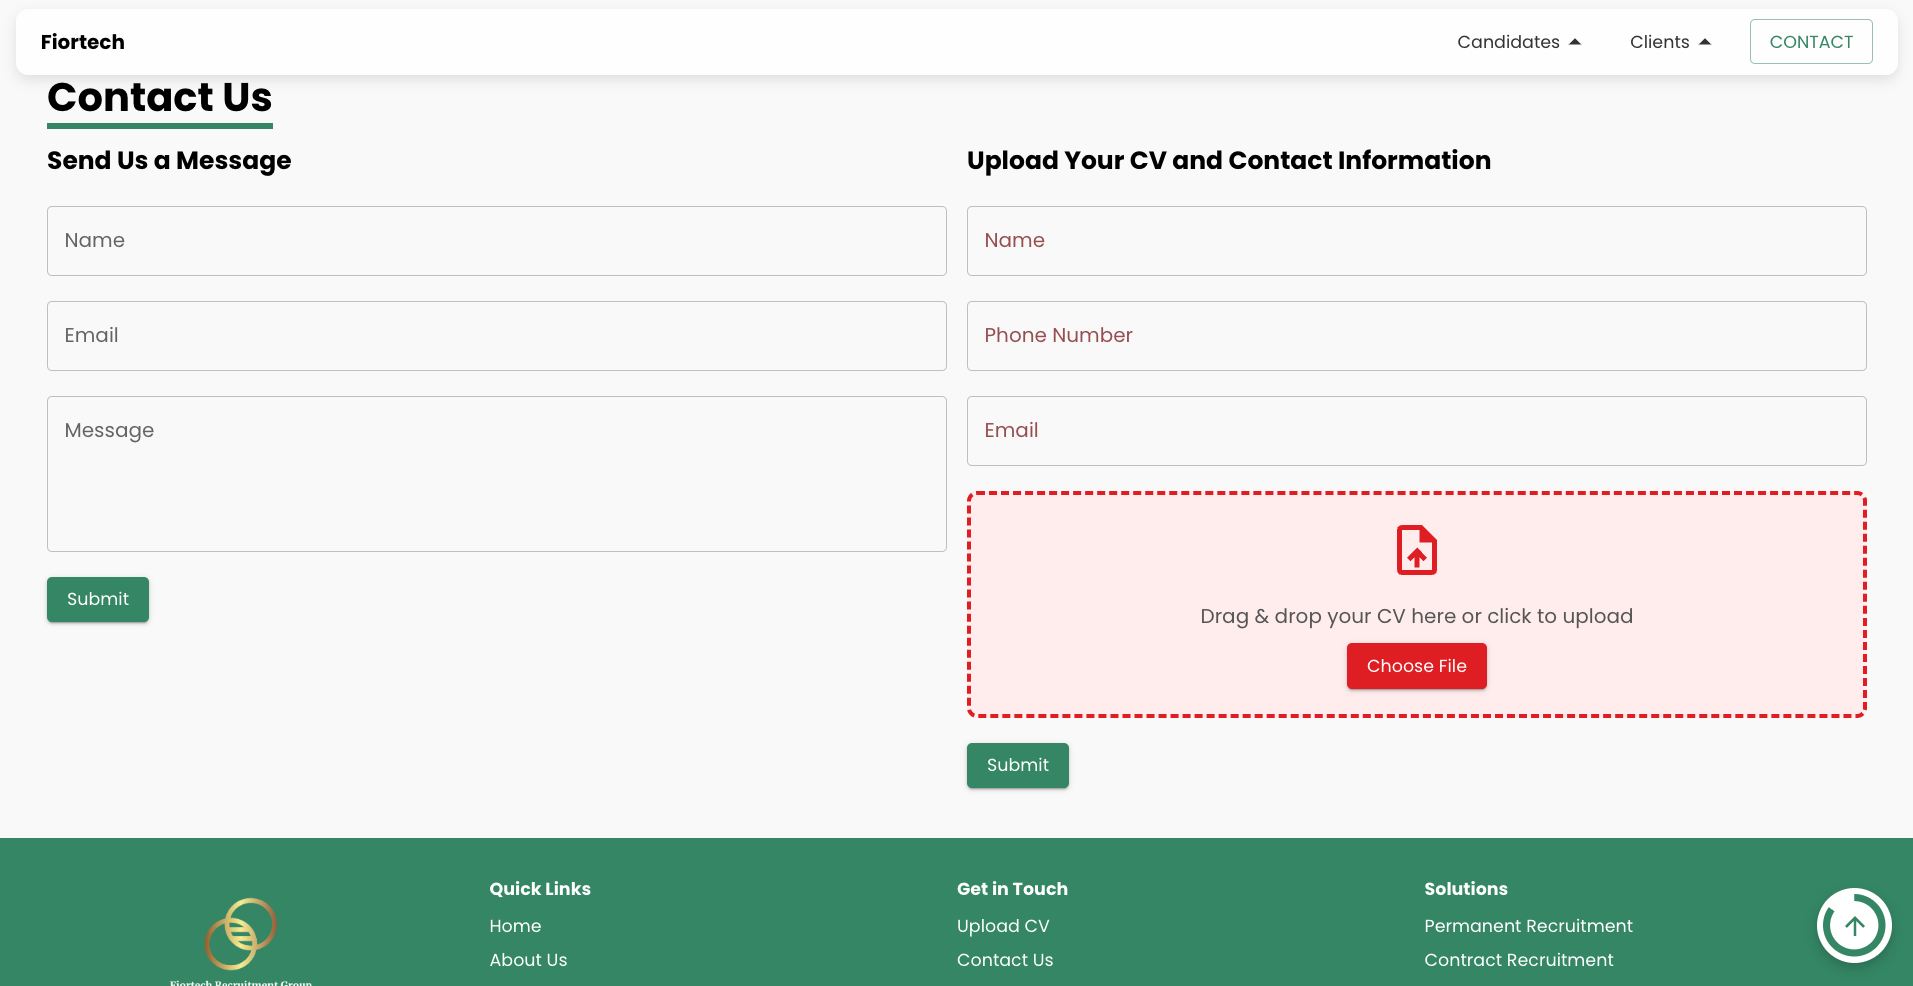 Fiortech
Candidates
Clients
CONTACT
Contact Us
Send Us a Message
Name
Email
Message
Submit
Upload Your CV and Contact Information
Name
Phone Number
Email
Drag & drop your CV here or click to upload
Choose File
Submit
Fiortech Recruitment Group
Quick Links
Home
About Us
Get in Touch
Upload CV
Contact Us
Solutions
Permanent Recruitment
Contract Recruitment